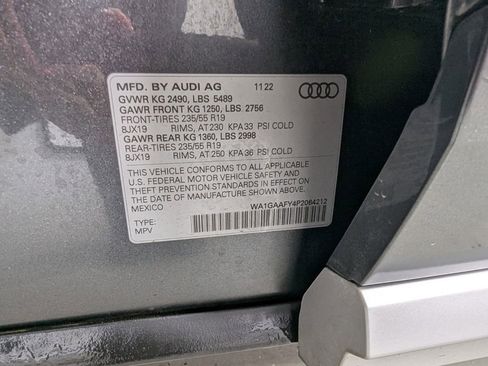 MFD. BY AUDI AG 11 22
GVWR KG 2490, LBS 5489
GAWR FRONT KG 1250, LBS 2756
FRONT-TIRES 235/55 R19
8JX19 RIMS, AT 230 KPA 33 PSI COLD
GAWR REAR KG 1360, LBS 2998
REAR-TIRES 235/55 R19
8JX19 RIMS, AT 250 KPA 36 PSI COLD
THIS VEHICLE CONFORMS TO ALL APPLICABLE
U.S. FEDERAL MOTOR VEHICLE SAFETY AND
THEFT PREVENTION STANDARDS IN EFFECT ON
THE DATE OF MANUFACTURE SHOWN ABOVE.
MEXICO
WA1GAAFY4P2064212
TYPE:
MPV